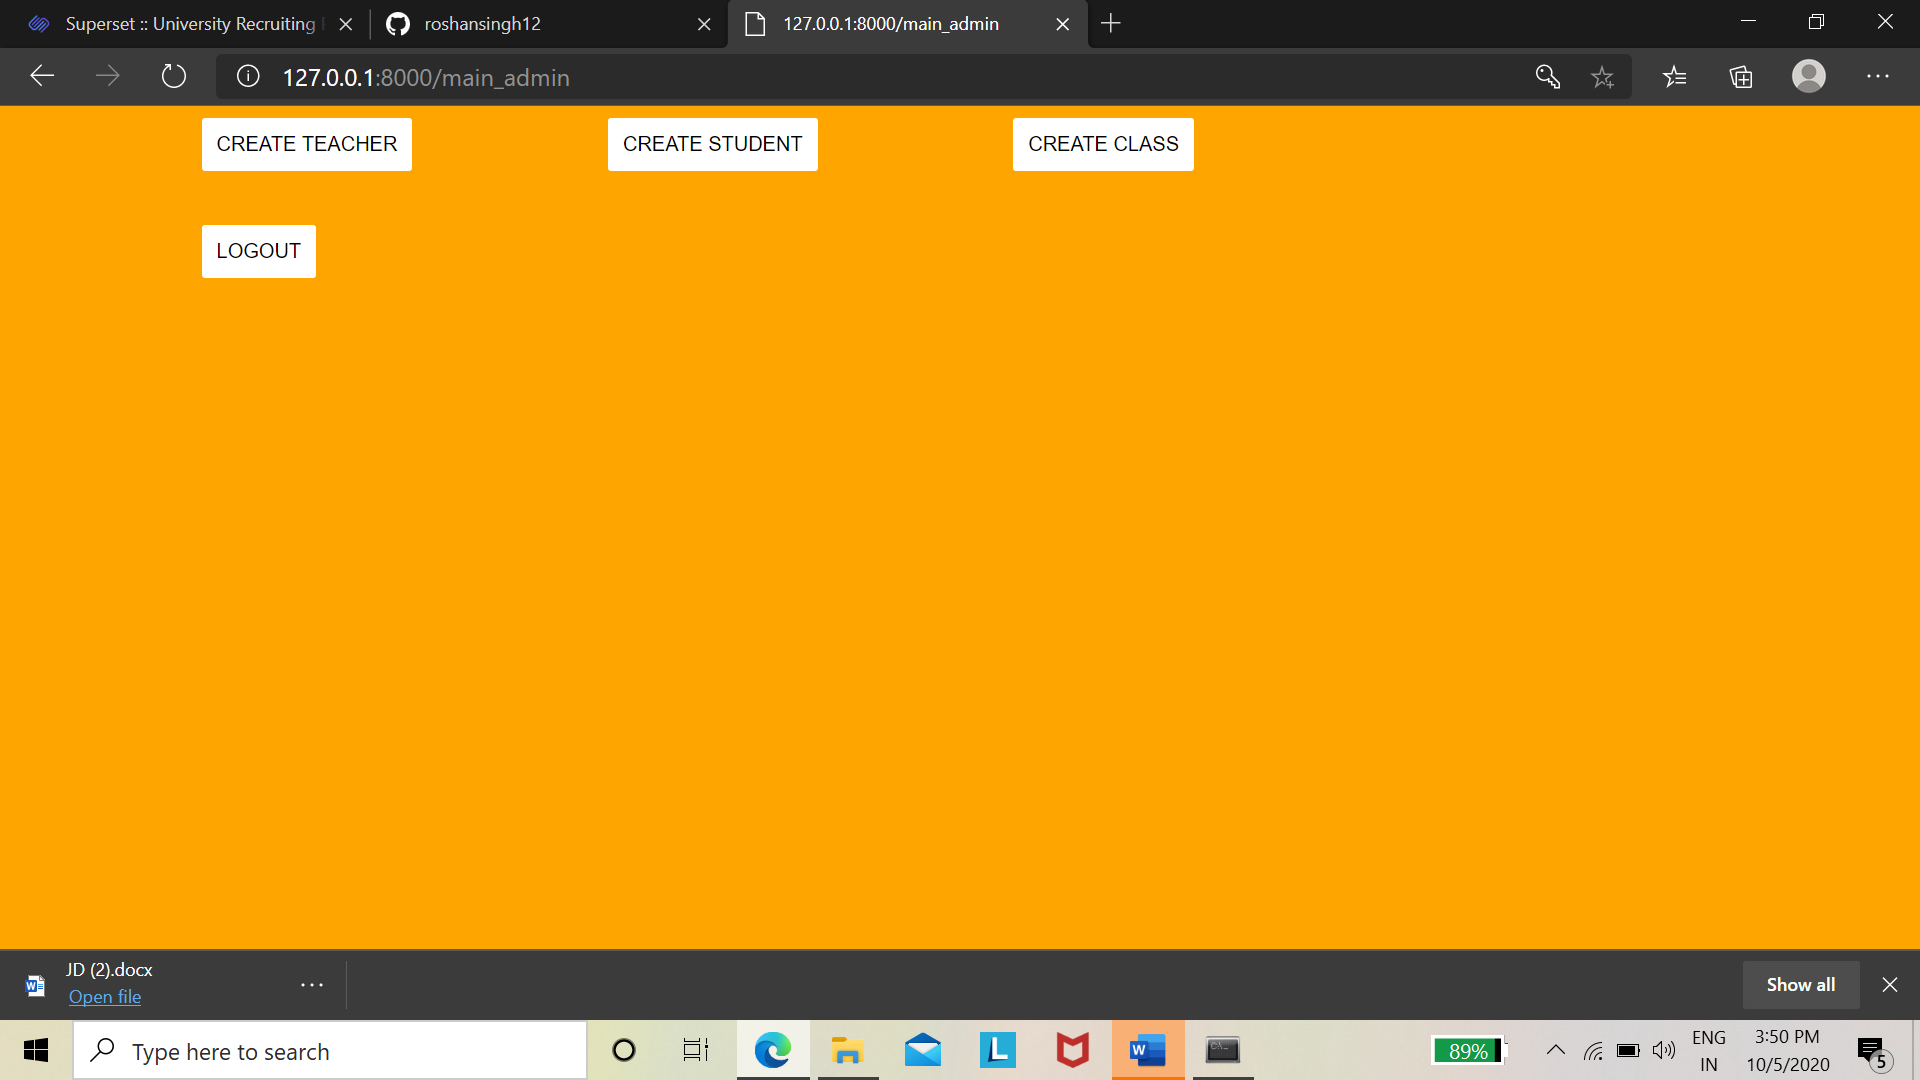 Superset :: University Recruiting
roshansingh12
127.0.0.1:8000/main_admin
127.0.0.1:8000/main_admin
CREATE TEACHER
CREATE STUDENT
CREATE CLASS
LOGOUT
JD (2).docx
Open file
Show all
Type here to search
89%
ENG
IN
3:50 PM
10/5/2020
5